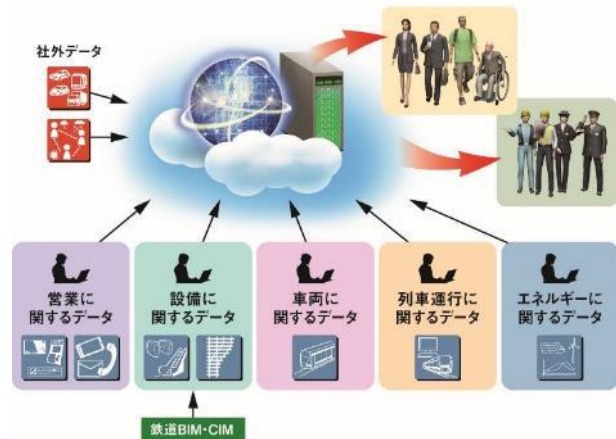 社外データ
営業に
関するデータ
設備に
関するデータ
車両に
関するデータ
列車運行に
関するデータ
エネルギーに
関するデータ
鉄道BIM・CIM